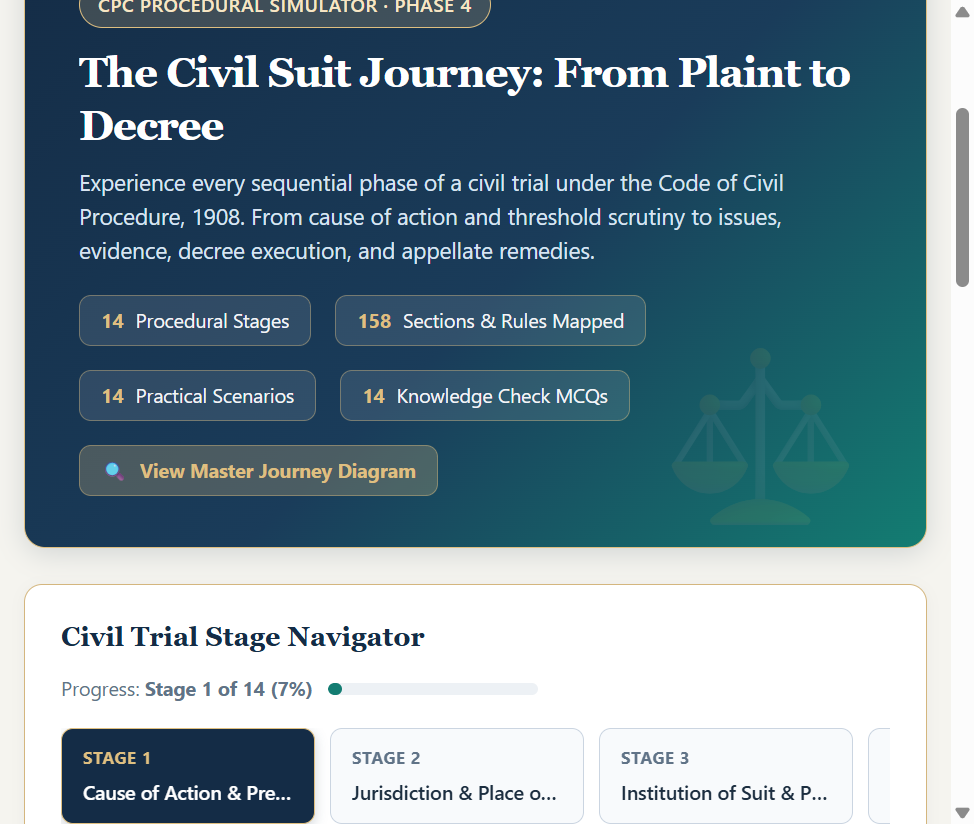 CPC PROCEDURAL SIMULATOR · PHASE 4
The Civil Suit Journey: From Plaint to
Decree
Experience every sequential phase of a civil trial under the Code of Civil
Procedure, 1908. From cause of action and threshold scrutiny to issues,
evidence, decree execution, and appellate remedies.
14 Procedural Stages
158 Sections & Rules Mapped
14 Practical Scenarios
14 Knowledge Check MCQs
View Master Journey Diagram
Civil Trial Stage Navigator
Progress: Stage 1 of 14 (7%)
STAGE 1
Cause of Action & Pre...
STAGE 2
Jurisdiction & Place o...
STAGE 3
Institution of Suit & P...